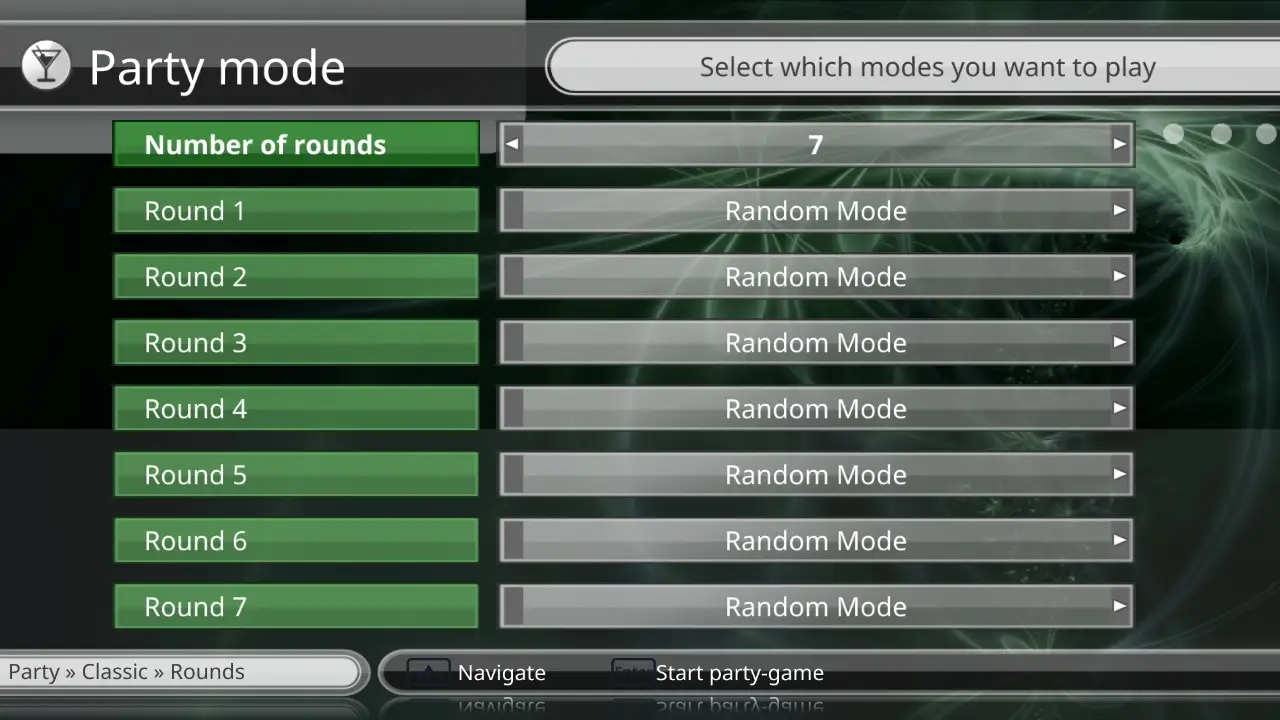 Party mode
Select which modes you want to play
Number of rounds
7
Round 1
Random Mode
Round 2
Random Mode
Round 3
Random Mode
Round 4
Random Mode
Round 5
Random Mode
Round 6
Random Mode
Round 7
Random Mode
Party » Classic » Rounds
Navigate
Enter
Start party-game